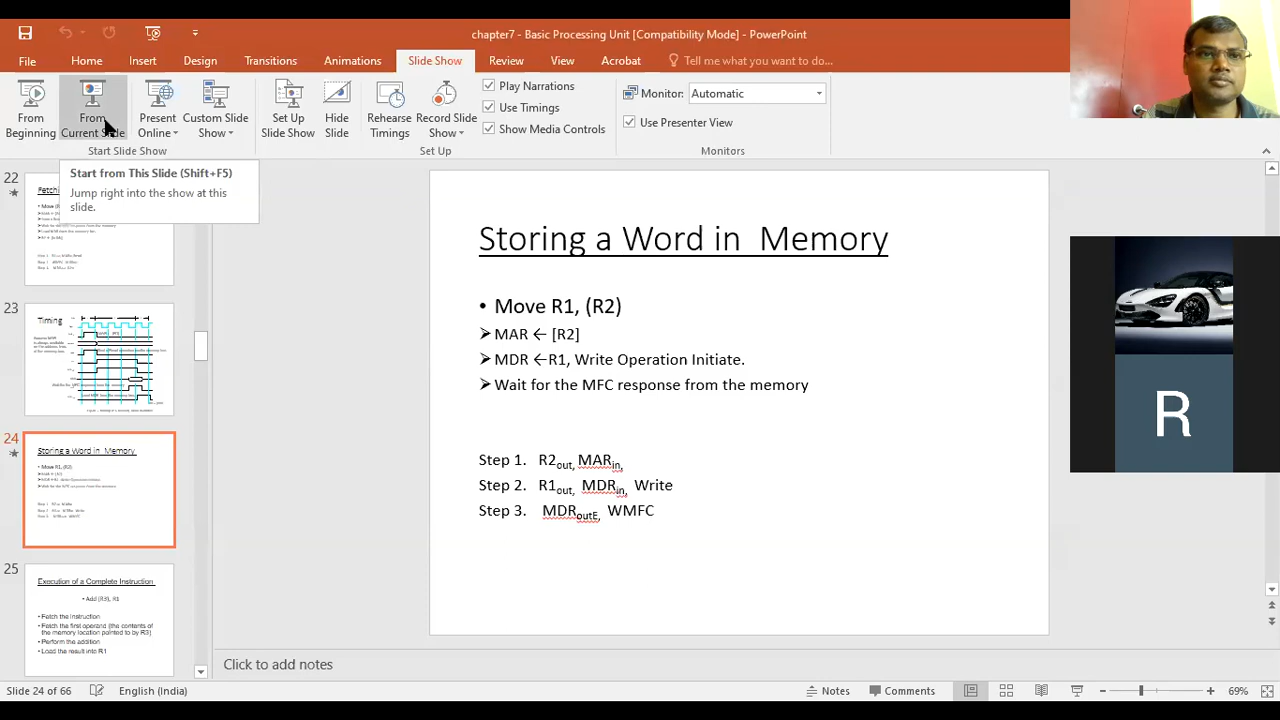 chapter7 - Basic Processing Unit [Compatibility Mode] - PowerPoint
File Home Insert Design Transitions Animations Slide Show Review View Acrobat Tell me what you want to do...
From Beginning
From Current Slide
Present Online
Custom Slide Show
Set Up Slide Show
Hide Slide
Rehearse Timings
Record Slide Show
Play Narrations
Use Timings
Show Media Controls
Monitor: Automatic
Use Presenter View
Start Slide Show
Set Up
Monitors
Start from This Slide (Shift+F5)
Jump right into the show at this
slide.
22
23
Timing
24
Storing a Word in Memory
Move R1, (R2)
25
Execution of a Complete Instruction
• Add (R3), R1
• Fetch the instruction
• Fetch the first operand (the contents of
the memory location pointed to by R3)
• Perform the addition
• Load the result into R1
Storing a Word in Memory
• Move R1, (R2)
➢ MAR ← [R2]
➢ MDR ←R1, Write Operation Initiate.
➢ Wait for the MFC response from the memory
Step 1. R2out, MARin,
Step 2. R1out, MDRin, Write
Step 3. MDRoutE, WMFC
R
Click to add notes
Slide 24 of 66 English (India) Notes Comments 69%